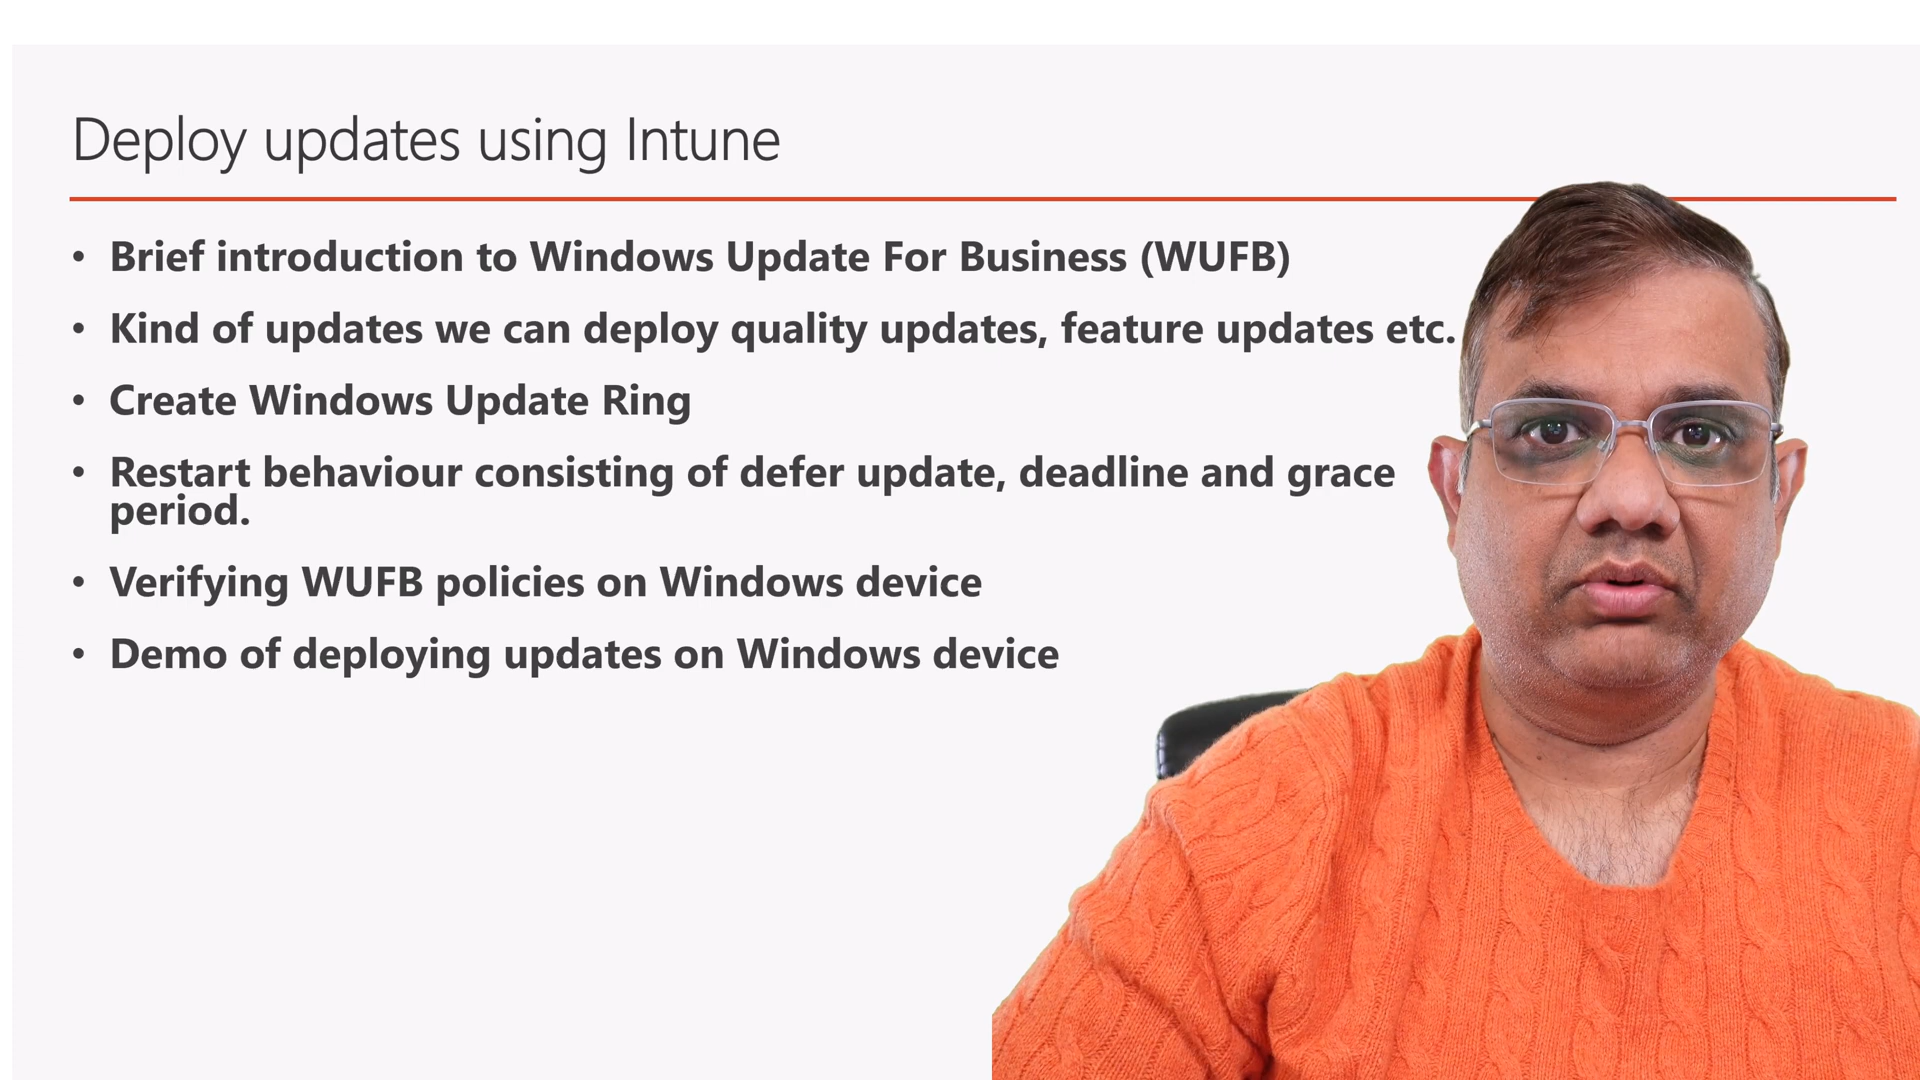 Deploy updates using Intune
• Brief introduction to Windows Update For Business (WUFB)
• Kind of updates we can deploy quality updates, feature updates etc.
• Create Windows Update Ring
• Restart behaviour consisting of defer update, deadline and grace
period.
• Verifying WUFB policies on Windows device
• Demo of deploying updates on Windows device